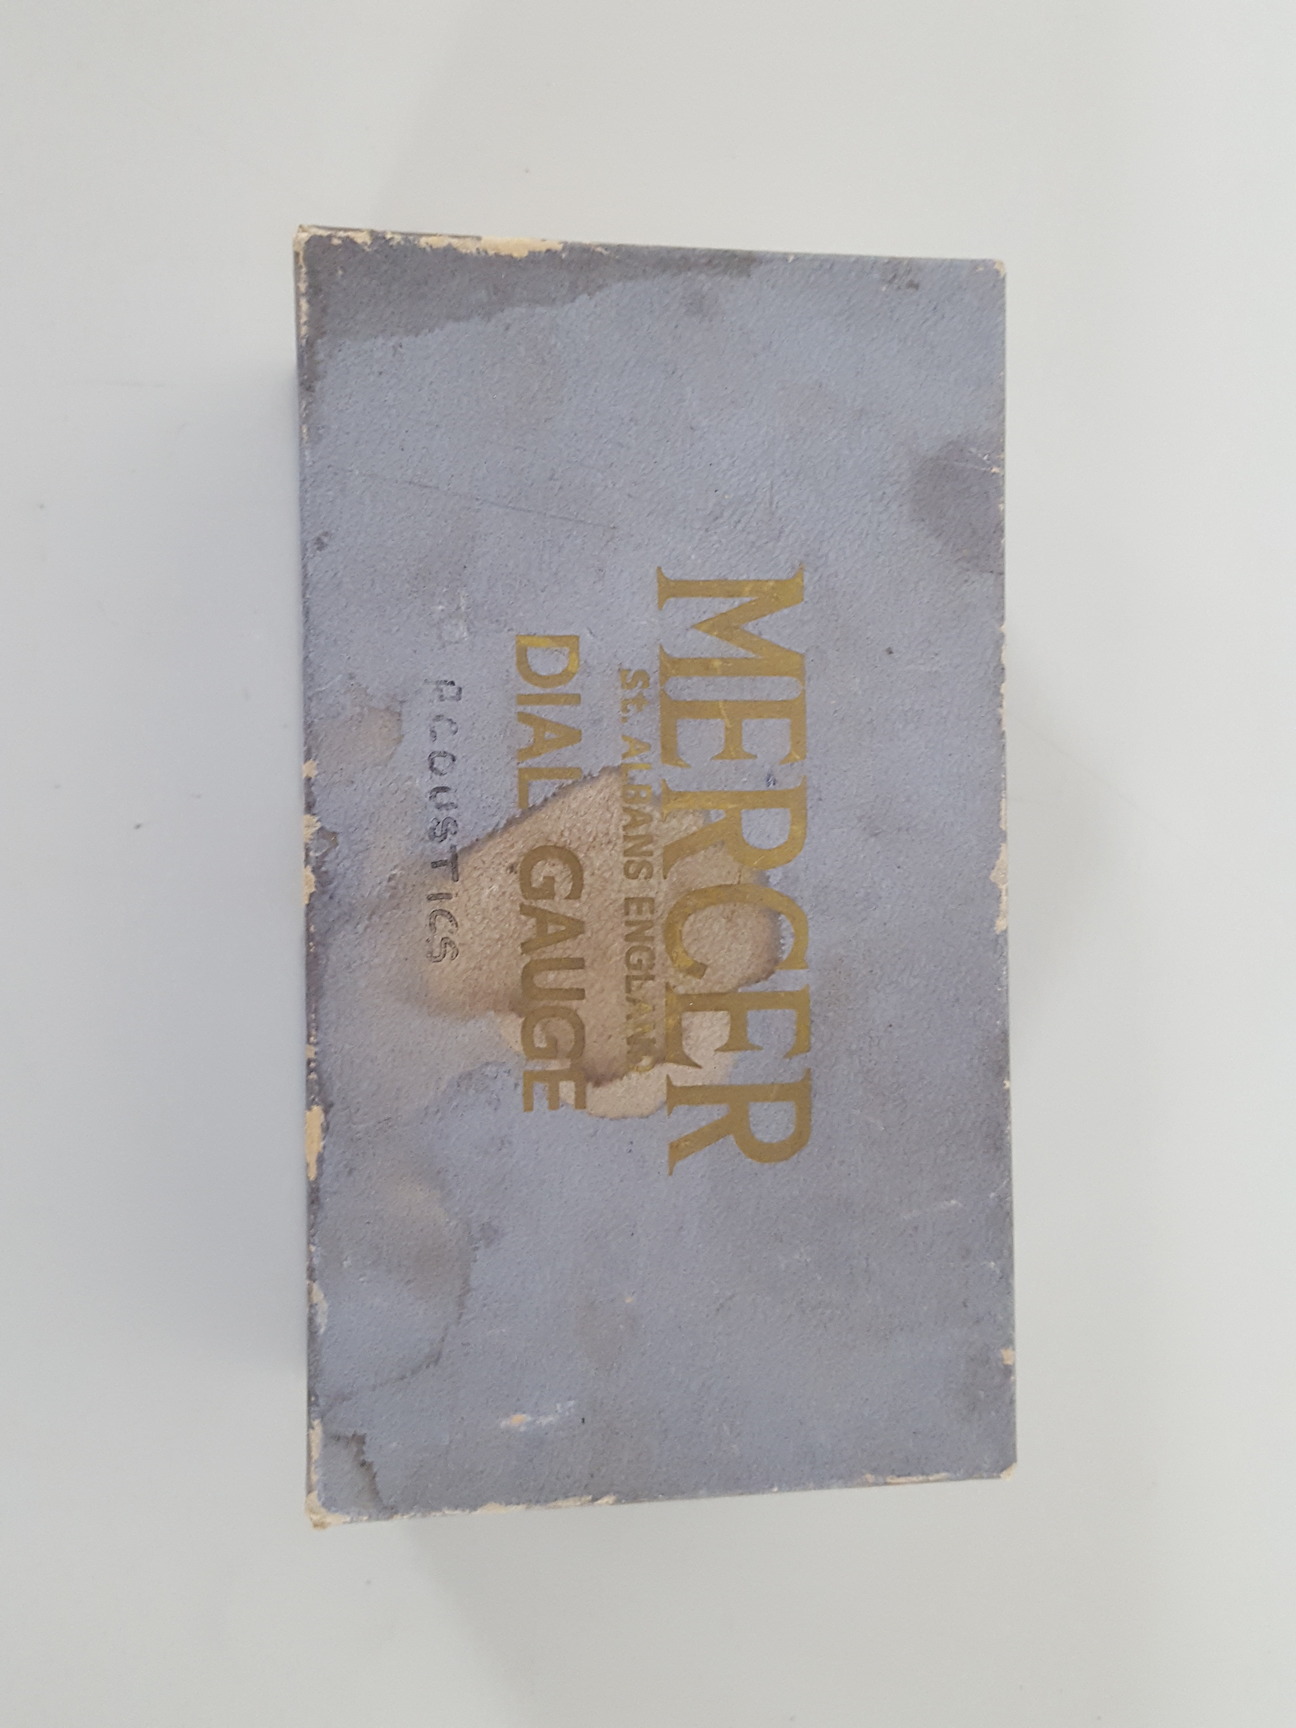 MERCER
St. ALBANS ENGLAND
DIAL GAUGE
ACOUSTICS